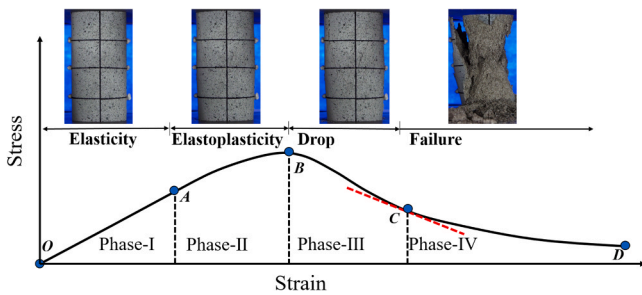 Elasticity
Elastoplasticity
Drop
Failure
Stress
B
A
C
O
Phase-I
Phase-II
Phase-III
Phase-IV
D
Strain